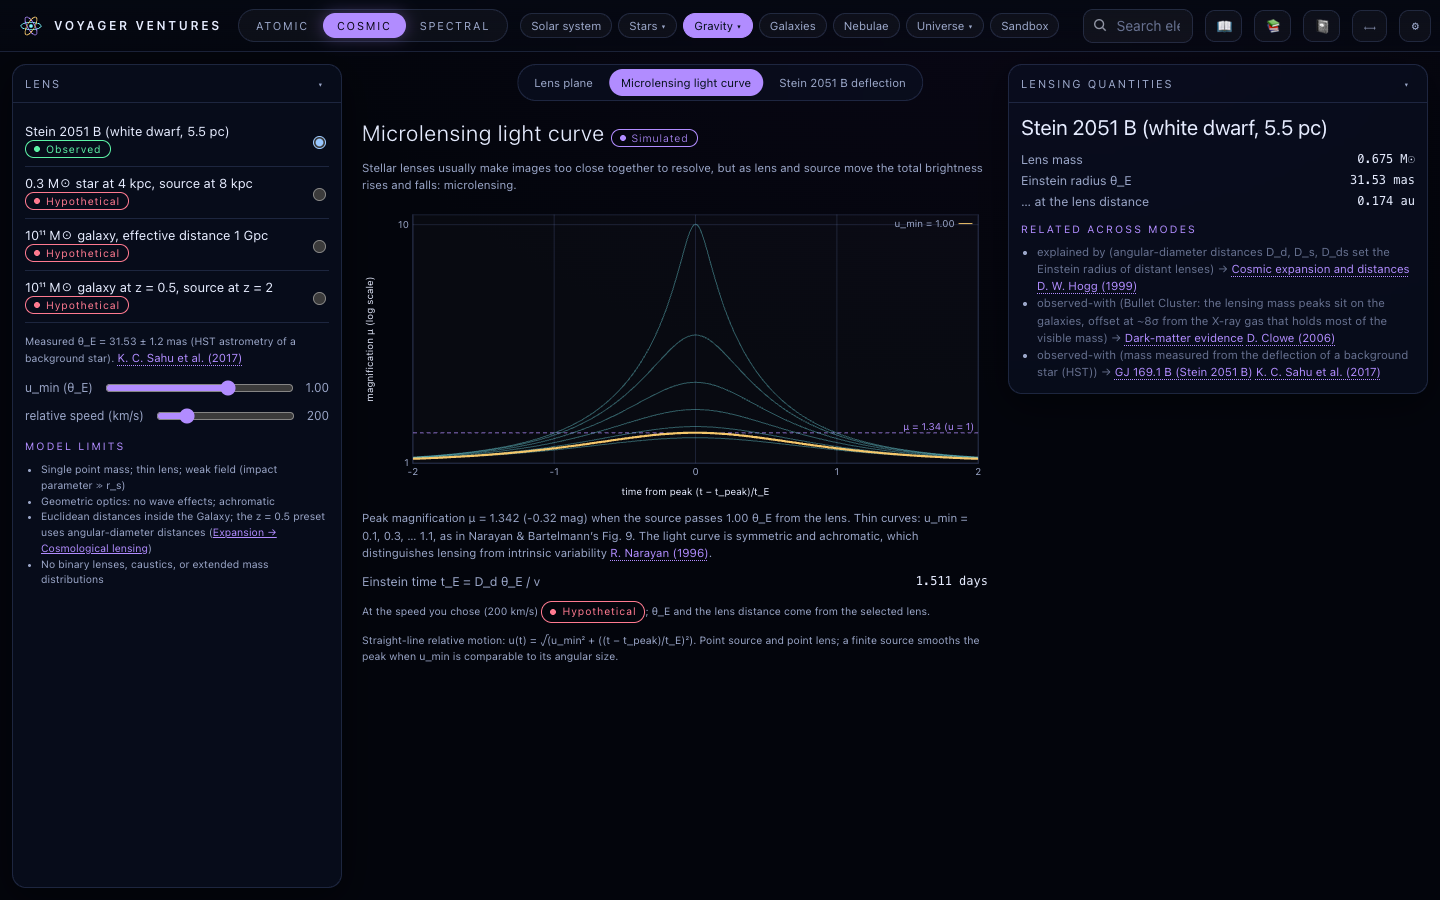 VOYAGER VENTURES
ATOMIC COSMIC SPECTRAL
Solar system Stars ▾ Gravity ▾ Galaxies Nebulae Universe ▾ Sandbox
Search ele
LENS ▾
Stein 2051 B (white dwarf, 5.5 pc)
Observed
0.3 M☉ star at 4 kpc, source at 8 kpc
Hypothetical
10¹¹ M☉ galaxy, effective distance 1 Gpc
Hypothetical
10¹¹ M☉ galaxy at z = 0.5, source at z = 2
Hypothetical
Measured θ_E = 31.53 ± 1.2 mas (HST astrometry of a
background star). K. C. Sahu et al. (2017)
u_min (θ_E) 1.00
relative speed (km/s) 200
MODEL LIMITS
• Single point mass; thin lens; weak field (impact
parameter » r_s)
• Geometric optics: no wave effects; achromatic
• Euclidean distances inside the Galaxy; the z = 0.5 preset
uses angular-diameter distances (Expansion →
Cosmological lensing)
• No binary lenses, caustics, or extended mass
distributions
Lens plane Microlensing light curve Stein 2051 B deflection
Microlensing light curve Simulated
Stellar lenses usually make images too close together to resolve, but as lens and source move the total brightness
rises and falls: microlensing.
10
u_min = 1.00
magnification μ (log scale)
μ = 1.34 (u = 1)
1
-2 -1 0 1 2
time from peak (t − t_peak)/t_E
Peak magnification μ = 1.342 (-0.32 mag) when the source passes 1.00 θ_E from the lens. Thin curves: u_min =
0.1, 0.3, … 1.1, as in Narayan & Bartelmann's Fig. 9. The light curve is symmetric and achromatic, which
distinguishes lensing from intrinsic variability R. Narayan (1996).
Einstein time t_E = D_d θ_E / v 1.511 days
At the speed you chose (200 km/s) Hypothetical; θ_E and the lens distance come from the selected lens.
Straight-line relative motion: u(t) = √(u_min² + ((t − t_peak)/t_E)²). Point source and point lens; a finite source smooths the
peak when u_min is comparable to its angular size.
LENSING QUANTITIES ▾
Stein 2051 B (white dwarf, 5.5 pc)
Lens mass 0.675 M☉
Einstein radius θ_E 31.53 mas
… at the lens distance 0.174 au
RELATED ACROSS MODES
• explained by (angular-diameter distances D_d, D_s, D_ds set the
Einstein radius of distant lenses) → Cosmic expansion and distances
D. W. Hogg (1999)
• observed-with (Bullet Cluster: the lensing mass peaks sit on the
galaxies, offset at ~8σ from the X-ray gas that holds most of the
visible mass) → Dark-matter evidence D. Clowe (2006)
• observed-with (mass measured from the deflection of a background
star (HST)) → GJ 169.1 B (Stein 2051 B) K. C. Sahu et al. (2017)